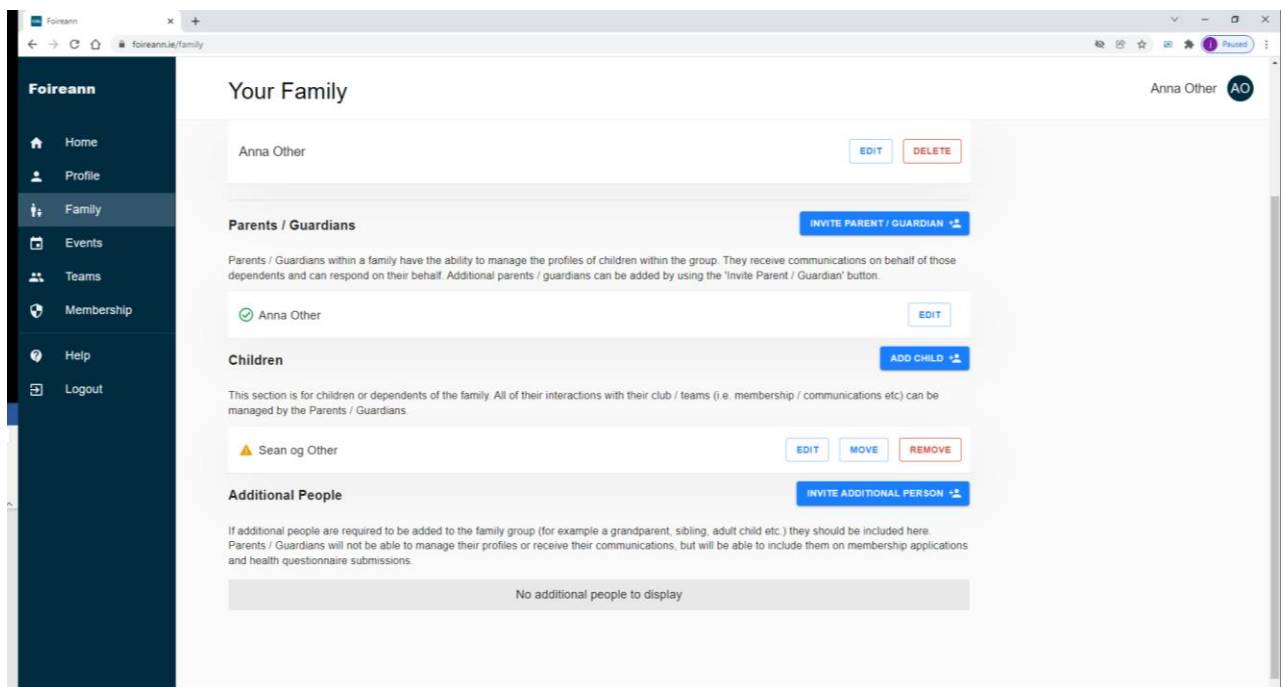 Foireann
foireann.ie/family
Paused
Foireann
Your Family
Anna Other
AO
Home
Profile
Family
Events
Teams
Membership
Help
Logout
Anna Other
EDIT
DELETE
Parents / Guardians
INVITE PARENT / GUARDIAN
Parents / Guardians within a family have the ability to manage the profiles of children within the group. They receive communications on behalf of those
dependents and can respond on their behalf. Additional parents / guardians can be added by using the 'Invite Parent / Guardian' button.
Anna Other
EDIT
Children
ADD CHILD
This section is for children or dependents of the family. All of their interactions with their club / teams (i.e. membership / communications etc) can be
managed by the Parents / Guardians.
Sean og Other
EDIT
MOVE
REMOVE
Additional People
INVITE ADDITIONAL PERSON
If additional people are required to be added to the family group (for example a grandparent, sibling, adult child etc.) they should be included here.
Parents / Guardians will not be able to manage their profiles or receive their communications, but will be able to include them on membership applications
and health questionnaire submissions.
No additional people to display